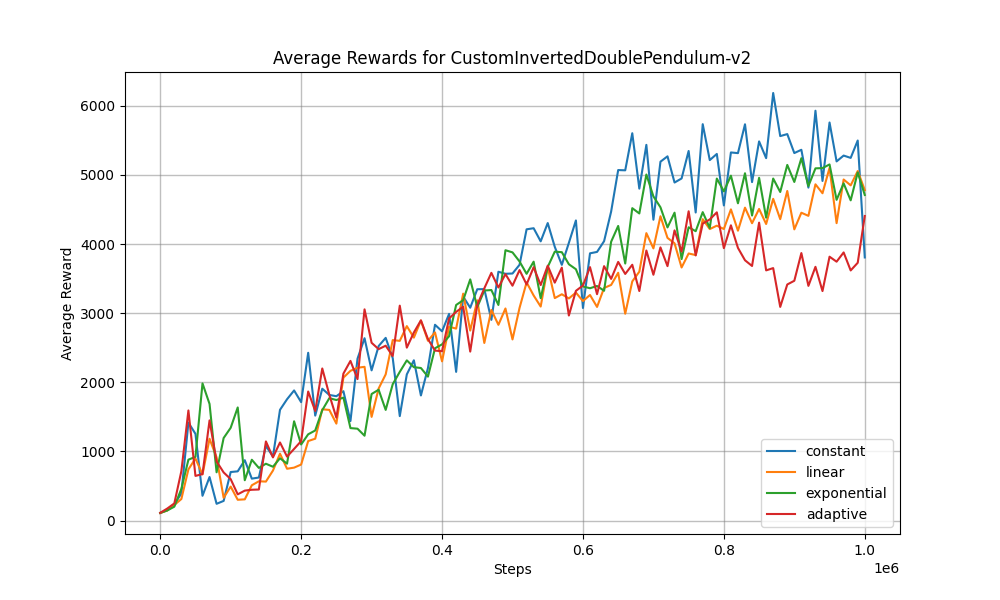 Average Rewards for CustomInvertedDoublePendulum-v2
Average Reward
6000
5000
4000
3000
2000
1000
0
0.0 0.2 0.4 0.6 0.8 1.0
1e6
Steps
constant
linear
exponential
adaptive